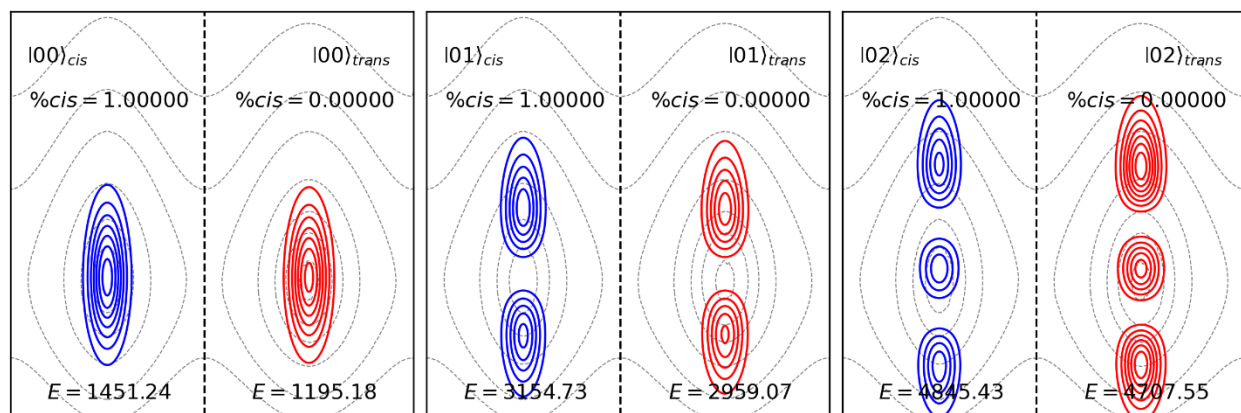 |00⟩cis |00⟩trans
%cis = 1.00000 %cis = 0.00000
E = 1451.24 E = 1195.18
|01⟩cis |01⟩trans
%cis = 1.00000 %cis = 0.00000
E = 3154.73 E = 2959.07
|02⟩cis |02⟩trans
%cis = 1.00000 %cis = 0.00000
E = 4845.43 E = 4707.55